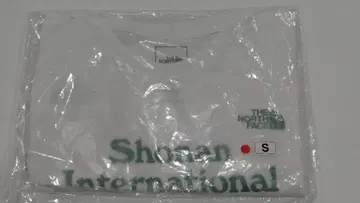 THE
NORTH
FACE
S
Shonan
International